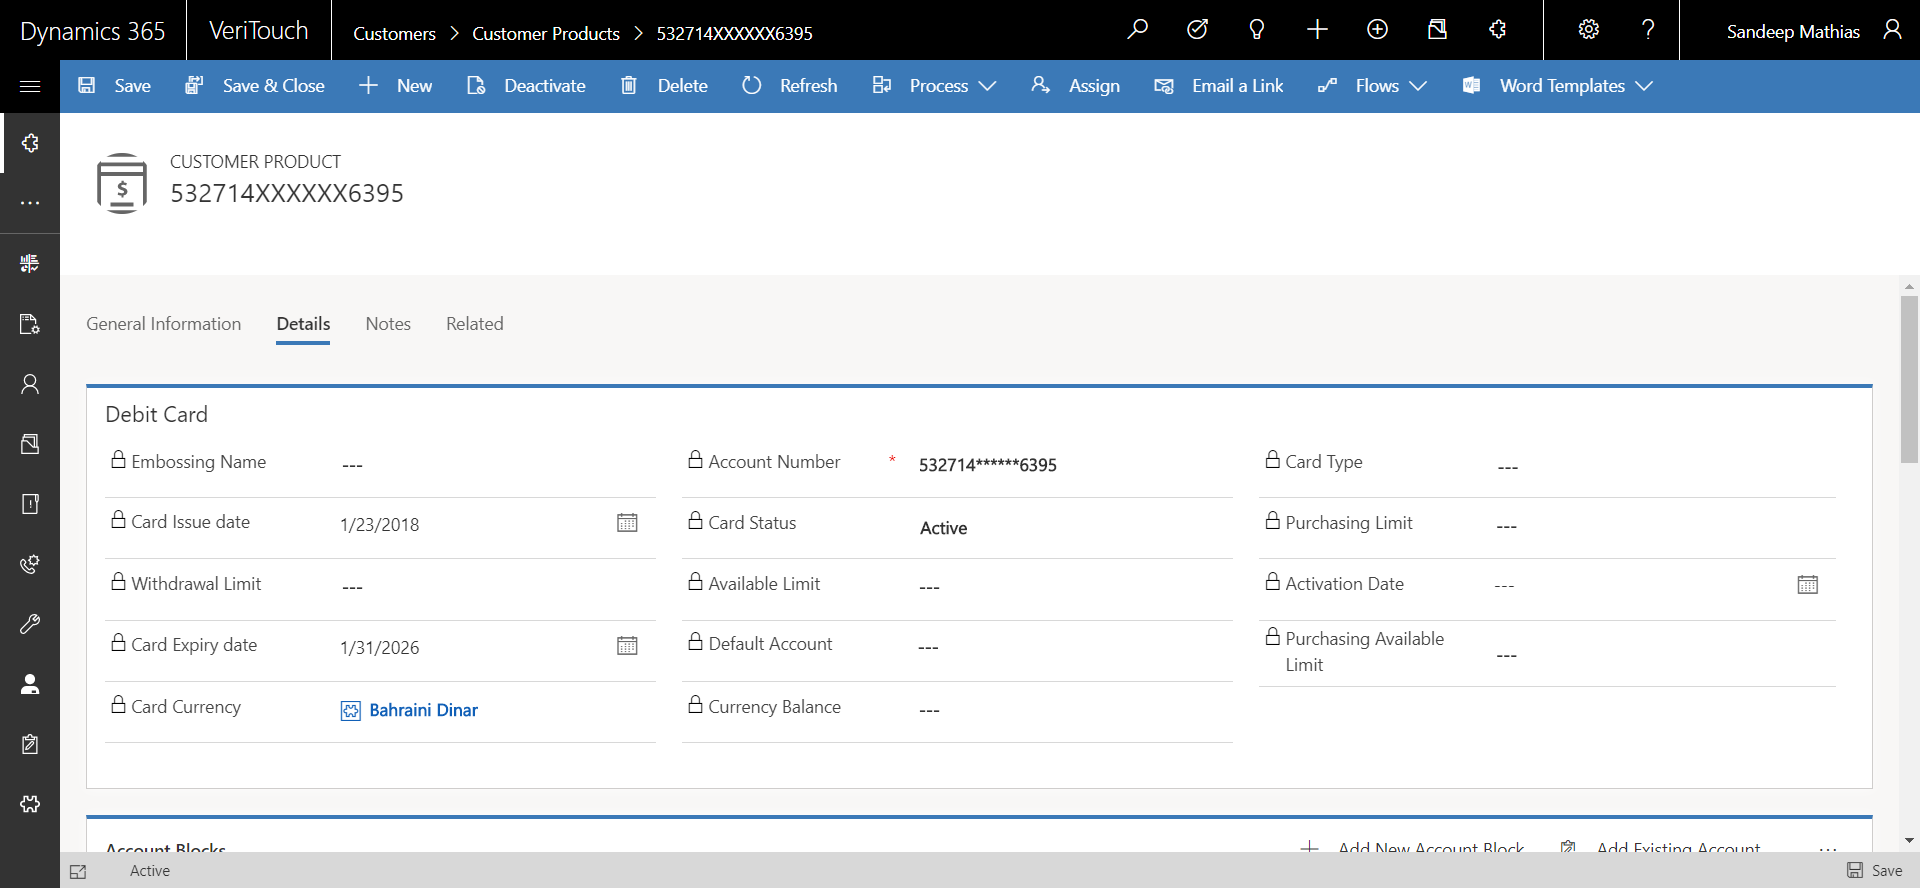 Dynamics 365 VeriTouch Customers > Customer Products > 532714XXXXXX6395 Sandeep Mathias
Save Save & Close New Deactivate Delete Refresh Process Assign Email a Link Flows Word Templates
CUSTOMER PRODUCT
532714XXXXXX6395
General Information Details Notes Related
Debit Card
Embossing Name --- Account Number * 532714******6395 Card Type ---
Card Issue date 1/23/2018 Card Status Active Purchasing Limit ---
Withdrawal Limit --- Available Limit --- Activation Date ---
Card Expiry date 1/31/2026 Default Account --- Purchasing Available
Limit ---
Card Currency Bahraini Dinar Currency Balance ---
Account Blocks Add New Account Block Add Existing Account ...
Active Save